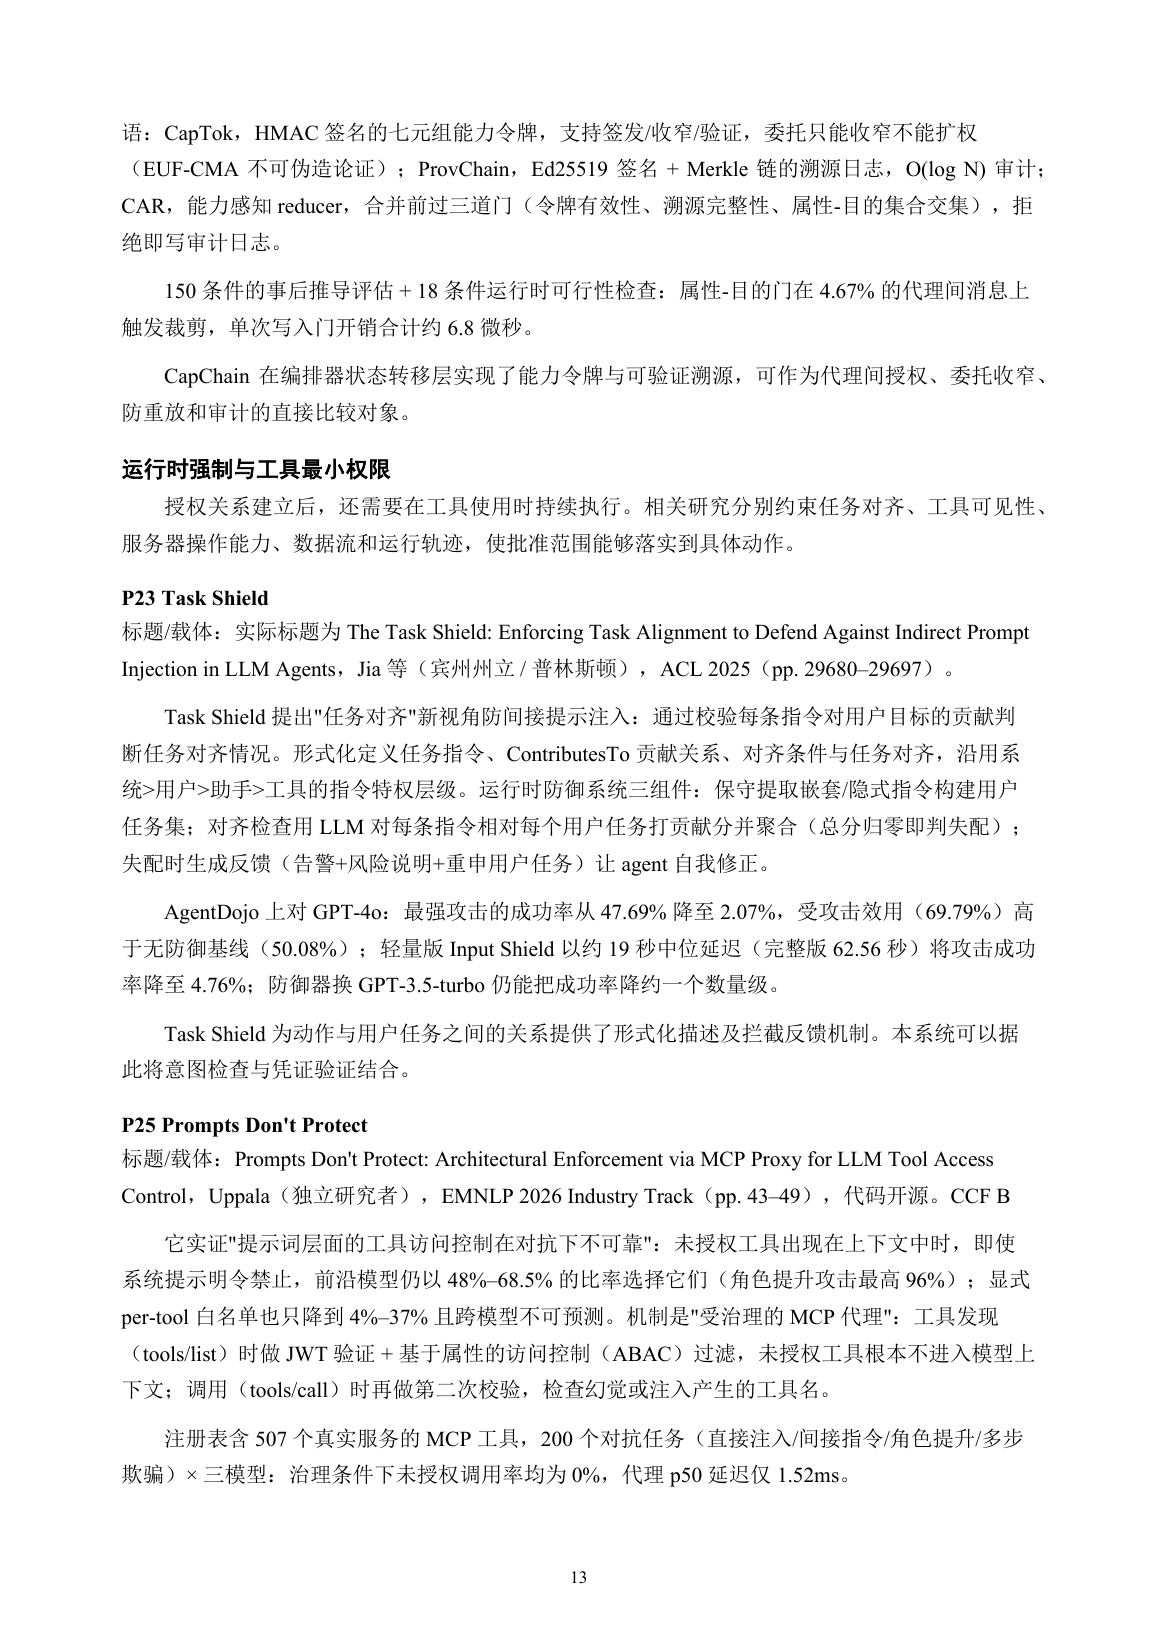 语：CapTok，HMAC 签名的七元组能力令牌，支持签发/收窄/验证，委托只能收窄不能扩权
（EUF-CMA 不可伪造论证）；ProvChain，Ed25519 签名 + Merkle 链的溯源日志，O(log N) 审计；
CAR，能力感知 reducer，合并前过三道门（令牌有效性、溯源完整性、属性-目的集合交集），拒
绝即写审计日志。
150 条件的事后推导评估 + 18 条件运行时可行性检查：属性-目的门在 4.67% 的代理间消息上
触发裁剪，单次写入门开销合计约 6.8 微秒。
CapChain 在编排器状态转移层实现了能力令牌与可验证溯源，可作为代理间授权、委托收窄、
防重放和审计的直接比较对象。
运行时强制与工具最小权限
授权关系建立后，还需要在工具使用时持续执行。相关研究分别约束任务对齐、工具可见性、
服务器操作能力、数据流和运行轨迹，使批准范围能够落实到具体动作。
P23 Task Shield
标题/载体：实际标题为 The Task Shield: Enforcing Task Alignment to Defend Against Indirect Prompt
Injection in LLM Agents，Jia 等（宾州州立 / 普林斯顿），ACL 2025（pp. 29680–29697）。
Task Shield 提出"任务对齐"新视角防间接提示注入：通过校验每条指令对用户目标的贡献判
断任务对齐情况。形式化定义任务指令、ContributesTo 贡献关系、对齐条件与任务对齐，沿用系
统>用户>助手>工具的指令特权层级。运行时防御系统三组件：保守提取嵌套/隐式指令构建用户
任务集；对齐检查用 LLM 对每条指令相对每个用户任务打贡献分并聚合（总分归零即判失配）；
失配时生成反馈（告警+风险说明+重申用户任务）让 agent 自我修正。
AgentDojo 上对 GPT-4o：最强攻击的成功率从 47.69% 降至 2.07%，受攻击效用（69.79%）高
于无防御基线（50.08%）；轻量版 Input Shield 以约 19 秒中位延迟（完整版 62.56 秒）将攻击成功
率降至 4.76%；防御器换 GPT-3.5-turbo 仍能把成功率降约一个数量级。
Task Shield 为动作与用户任务之间的关系提供了形式化描述及拦截反馈机制。本系统可以据
此将意图检查与凭证验证结合。
P25 Prompts Don't Protect
标题/载体：Prompts Don't Protect: Architectural Enforcement via MCP Proxy for LLM Tool Access
Control，Uppala（独立研究者），EMNLP 2026 Industry Track（pp. 43–49），代码开源。CCF B
它实证"提示词层面的工具访问控制在对抗下不可靠"：未授权工具出现在上下文中时，即使
系统提示明令禁止，前沿模型仍以 48%–68.5% 的比率选择它们（角色提升攻击最高 96%）；显式
per-tool 白名单也只降到 4%–37% 且跨模型不可预测。机制是"受治理的 MCP 代理"：工具发现
（tools/list）时做 JWT 验证 + 基于属性的访问控制（ABAC）过滤，未授权工具根本不进入模型上
下文；调用（tools/call）时再做第二次校验，检查幻觉或注入产生的工具名。
注册表含 507 个真实服务的 MCP 工具，200 个对抗任务（直接注入/间接指令/角色提升/多步
欺骗）× 三模型：治理条件下未授权调用率均为 0%，代理 p50 延迟仅 1.52ms。
13